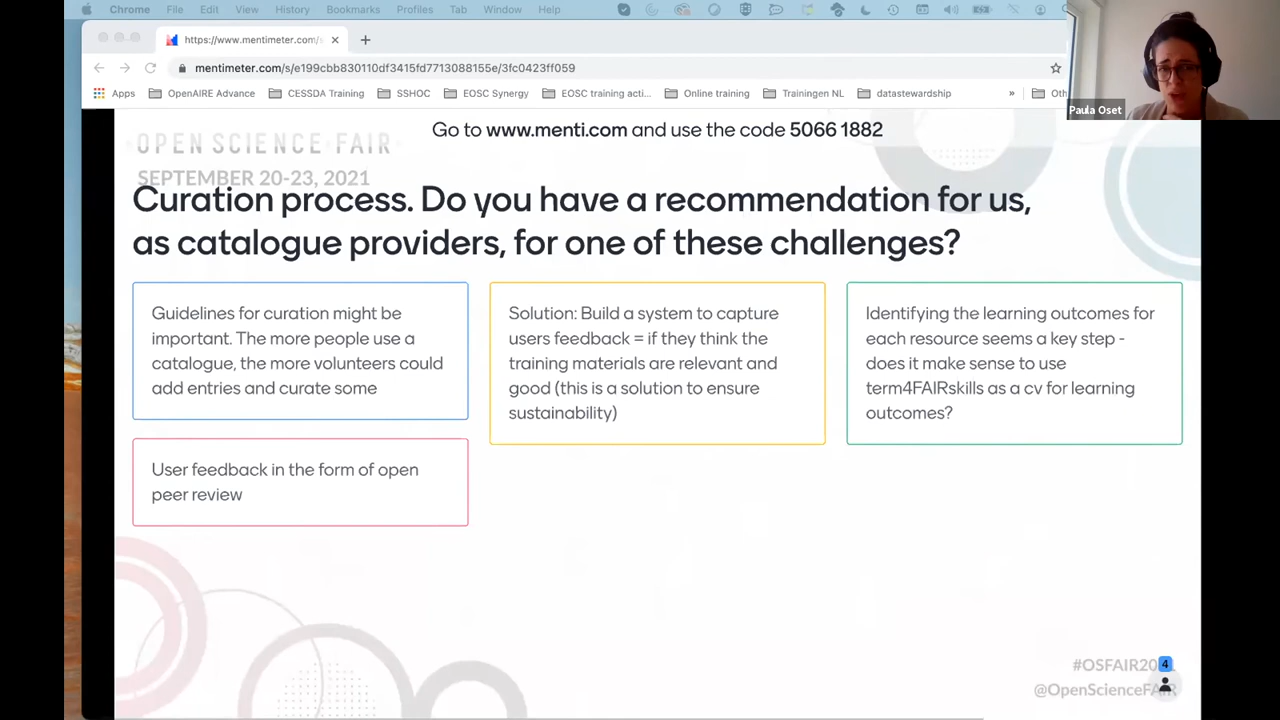 Chrome File Edit View History Bookmarks Profiles Tab Window Help
https://www.mentimeter.com/s
mentimeter.com/s/e199cbb830110df3415fd7713088155e/3fc0423ff059
Apps OpenAIRE Advance CESSDA Training SSHOC EOSC Synergy EOSC training acti... Online training Trainingen NL datastewardship » Oth
Paula Oset
Go to www.menti.com and use the code 5066 1882
OPEN SCIENCE FAIR
SEPTEMBER 20-23, 2021
Curation process. Do you have a recommendation for us,
as catalogue providers, for one of these challenges?
Guidelines for curation might be
important. The more people use a
catalogue, the more volunteers could
add entries and curate some
Solution: Build a system to capture
users feedback = if they think the
training materials are relevant and
good (this is a solution to ensure
sustainability)
Identifying the learning outcomes for
each resource seems a key step -
does it make sense to use
term4FAIRskills as a cv for learning
outcomes?
User feedback in the form of open
peer review
#OSFAIR2021
4
@OpenScienceFAIR